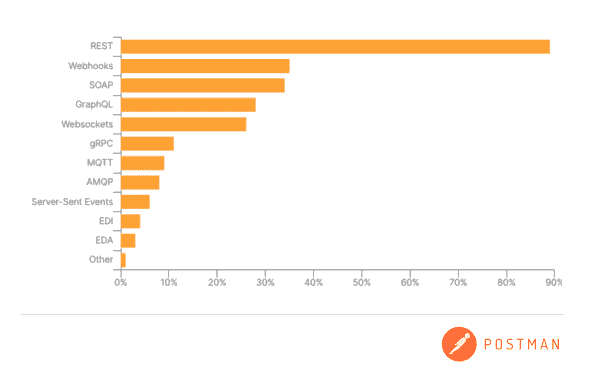 REST
Webhooks
SOAP
GraphQL
Websockets
gRPC
MQTT
AMQP
Server-Sent Events
EDI
EDA
Other
0% 10% 20% 30% 40% 50% 60% 70% 80% 90%
POSTMAN